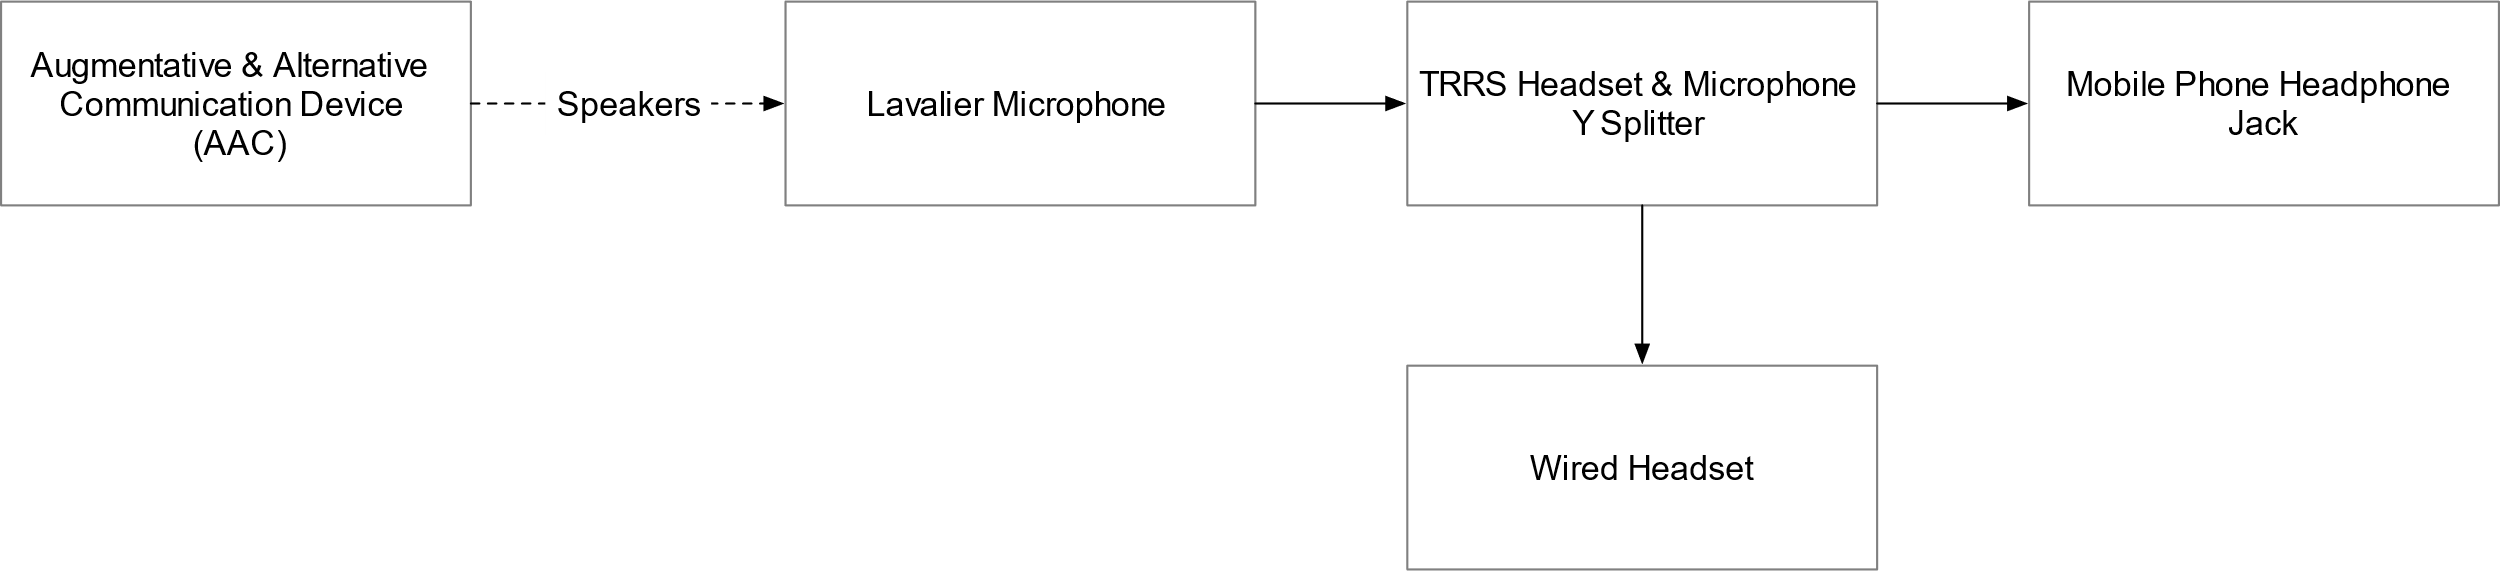 Augmentative & Alternative
Communication Device
(AAC)
Speakers
Lavalier Microphone
TRRS Headset & Microphone
Y Splitter
Mobile Phone Headphone
Jack
Wired Headset